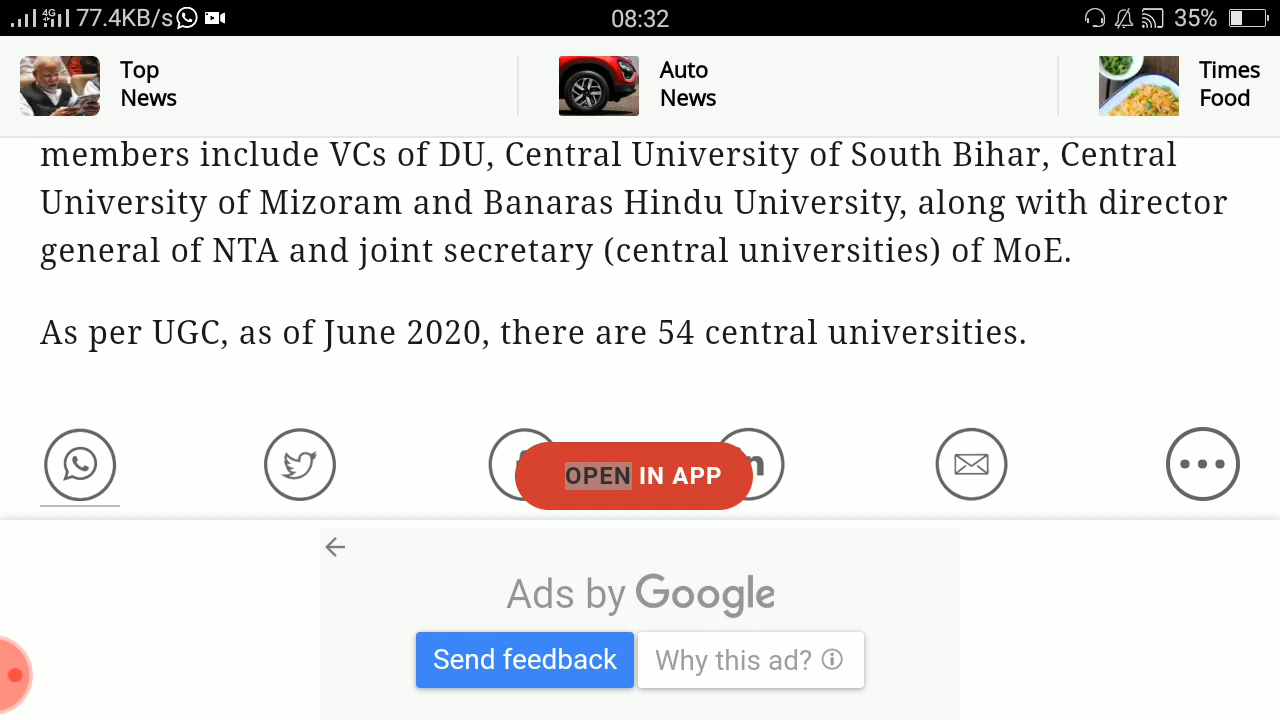 4G 77.4KB/s 08:32 35%
Top
News
Auto
News
Times
Food
members include VCs of DU, Central University of South Bihar, Central
University of Mizoram and Banaras Hindu University, along with director
general of NTA and joint secretary (central universities) of MoE.
As per UGC, as of June 2020, there are 54 central universities.
OPEN IN APP
Ads by Google
Send feedback
Why this ad?